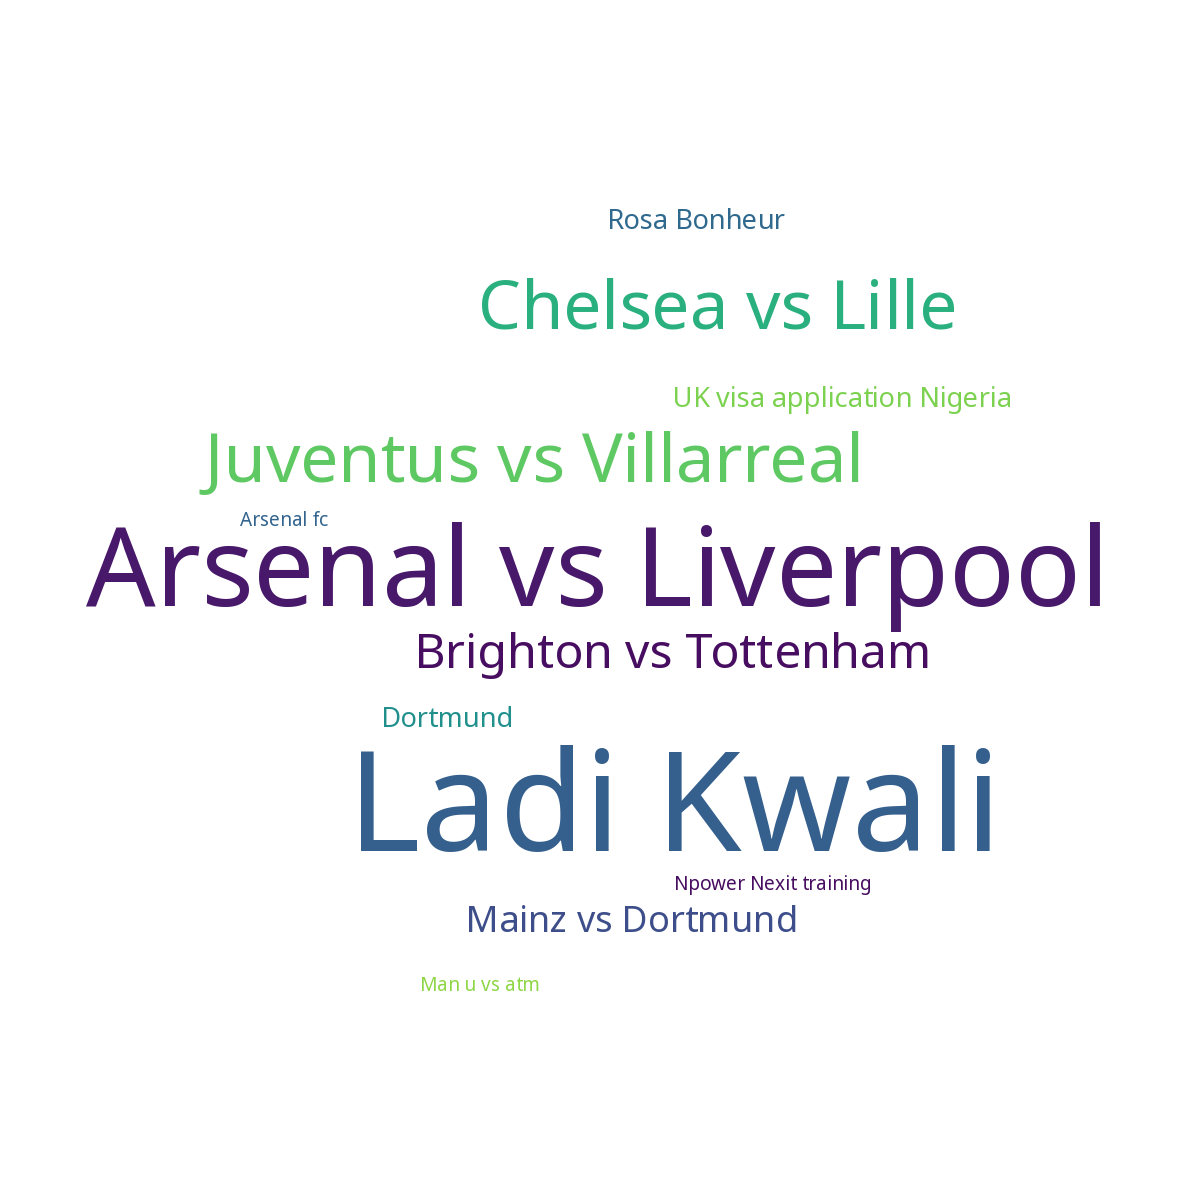 Rosa Bonheur
Chelsea vs Lille
UK visa application Nigeria
Juventus vs Villarreal
Arsenal fc
Arsenal vs Liverpool
Brighton vs Tottenham
Dortmund
Ladi Kwali
Npower Nexit training
Mainz vs Dortmund
Man u vs atm